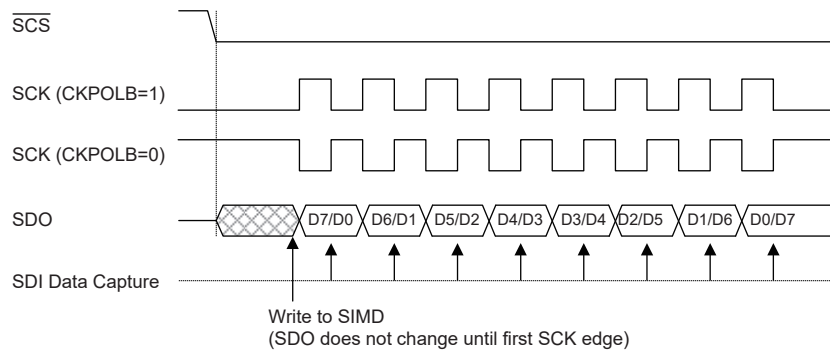 SCS
SCK (CKPOLB=1)
SCK (CKPOLB=0)
SDO D7/D0 D6/D1 D5/D2 D4/D3 D3/D4 D2/D5 D1/D6 D0/D7
SDI Data Capture
Write to SIMD
(SDO does not change until first SCK edge)